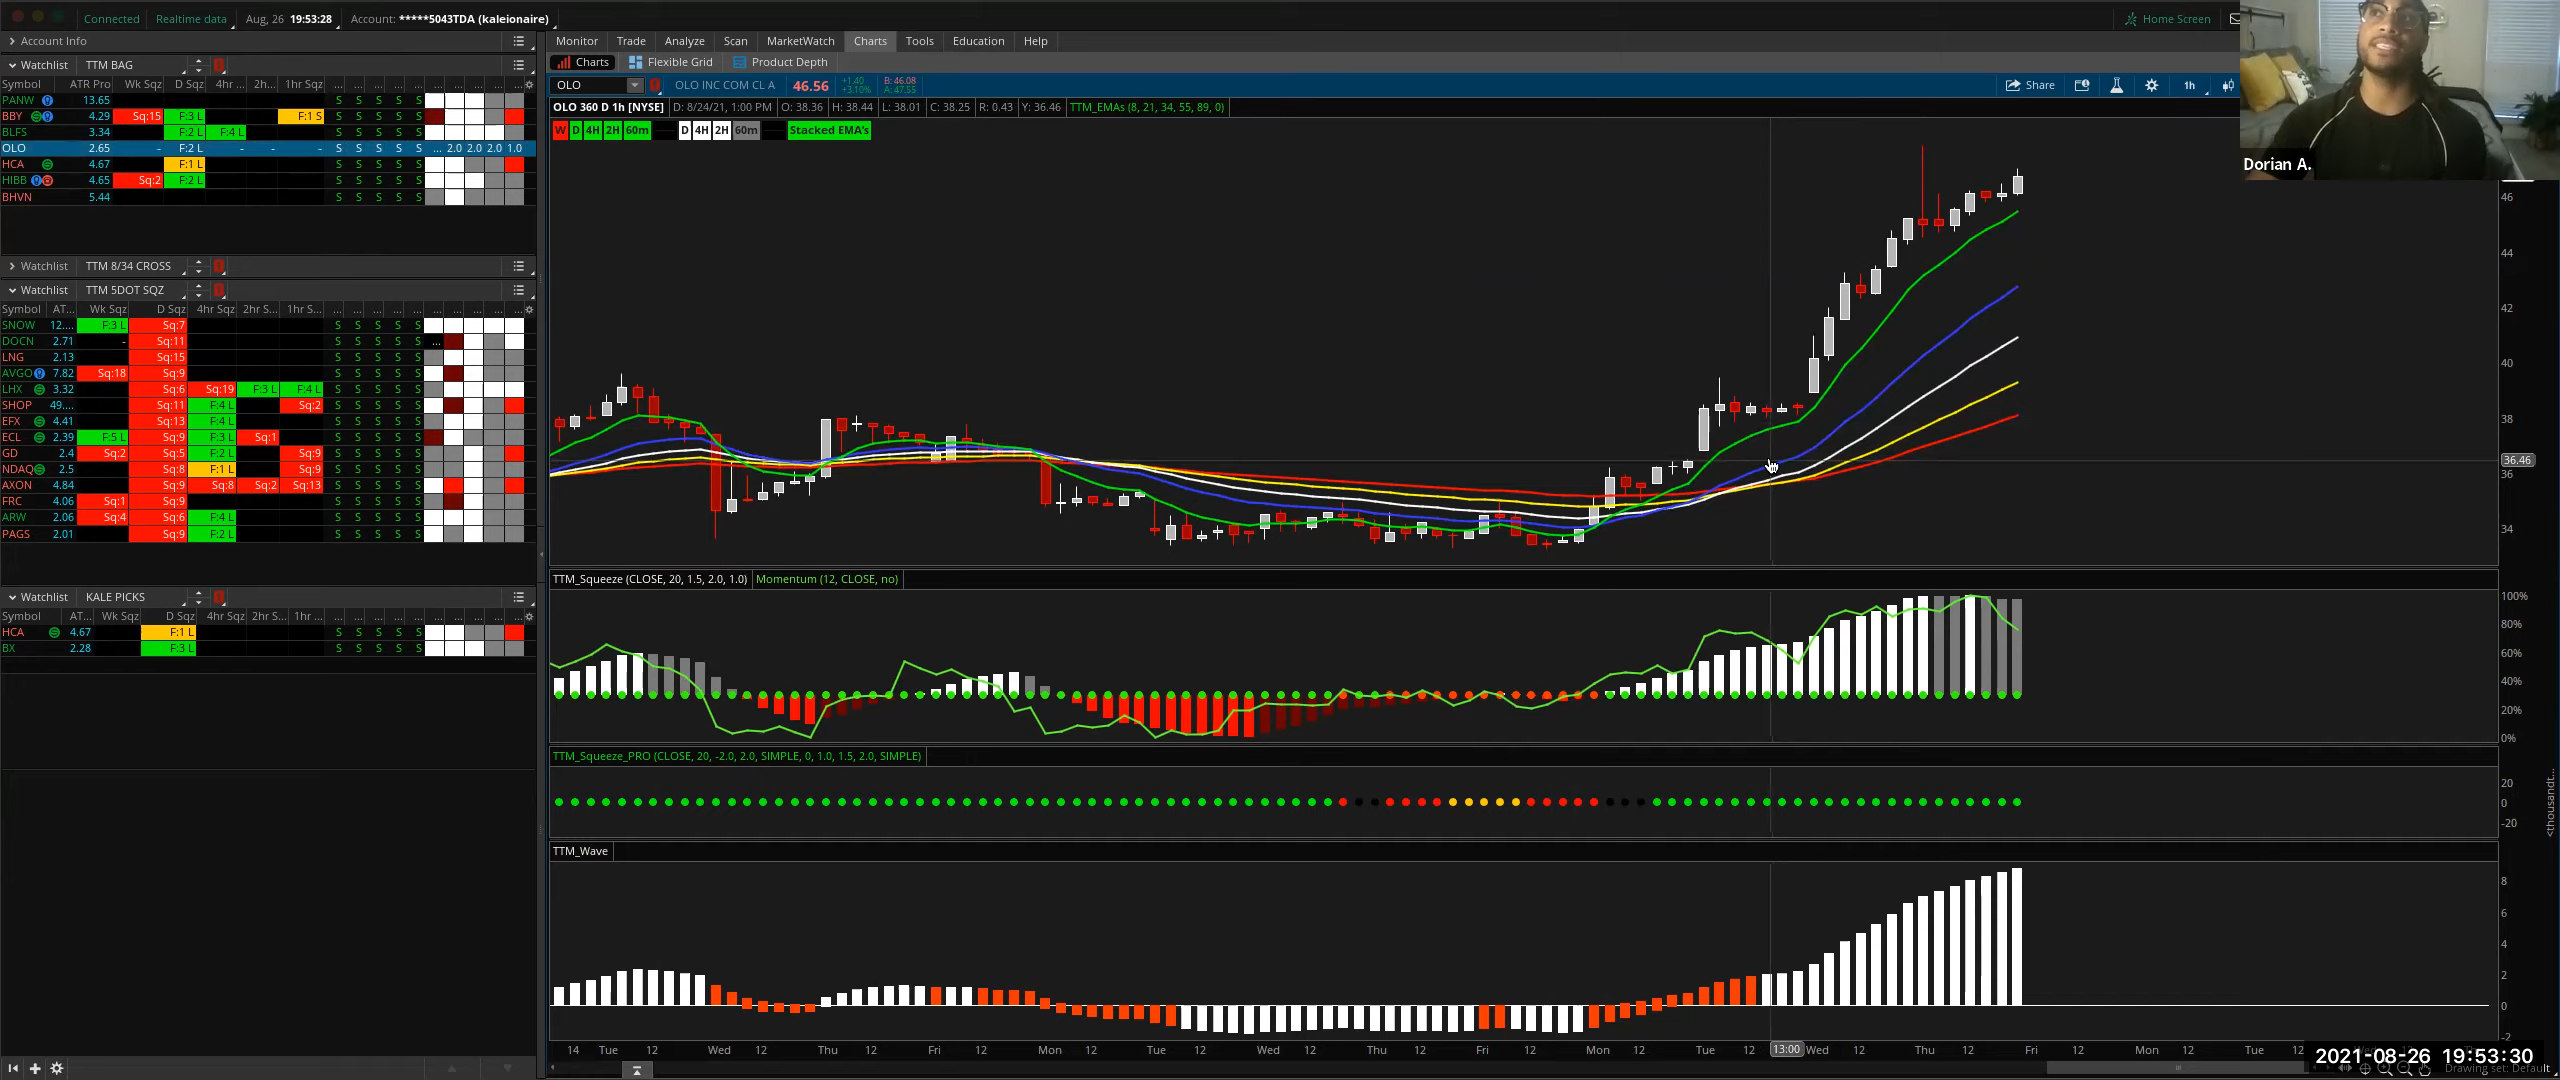 Connected Realtime data Aug, 26 19:53:28 Account: *****5043TDA (kaleionaire) Home Screen
Account Info
Watchlist TTM BAG
Symbol ATR Pro Wk Sqz D Sqz 4hr ... 2h... 1hr Sqz ... ... ... ... ... ... ... ... ... ...
PANW 13.65 S S S S S
BBY 4.29 Sq:15 F:3 L F:1 S S S S S S
BLFS 3.34 F:2 L F:4 L S S S S S
OLO 2.65 - F:2 L - - - S S S S S ... 2.0 2.0 2.0 1.0
HCA 4.67 F:1 L S S S S S
HIBB 4.65 Sq:2 F:2 L S S S S S
BHVN 5.44 S S S S S
Watchlist TTM 8/34 CROSS
Watchlist TTM 5DOT SQZ
Symbol AT... Wk Sqz D Sqz 4hr Sqz 2hr S... 1hr S... ... ... ... ... ... ... ... ... ... ...
SNOW 12.... F:3 L Sq:7 S S S S S
DOCN 2.71 - Sq:11 S S S S S ...
LNG 2.13 Sq:15 S S S S S
AVGO 7.82 Sq:18 Sq:9 S S S S S
LHX 3.32 Sq:6 Sq:19 F:3 L F:4 L S S S S S
SHOP 49.... Sq:11 F:4 L Sq:2 S S S S S
EFX 4.41 Sq:13 F:4 L S S S S S
ECL 2.39 F:5 L Sq:9 F:3 L Sq:1 S S S S S
GD 2.4 Sq:2 Sq:5 F:2 L Sq:9 S S S S S
NDAQ 2.5 Sq:8 F:1 L Sq:9 S S S S S
AXON 4.84 Sq:9 Sq:8 Sq:2 Sq:13 S S S S S
FRC 4.06 Sq:1 Sq:9 S S S S S
ARW 2.06 Sq:4 Sq:6 F:4 L S S S S S
PAGS 2.01 Sq:9 F:2 L S S S S S
Watchlist KALE PICKS
Symbol AT... Wk Sqz D Sqz 4hr Sqz 2hr S... 1hr ... ... ... ... ... ... ... ... ... ... ...
HCA 4.67 F:1 L S S S S S
BX 2.28 F:3 L S S S S S
Monitor Trade Analyze Scan MarketWatch Charts Tools Education Help
Charts Flexible Grid Product Depth
OLO OLO INC COM CL A 46.56 +1.40 +3.10% B: 46.08 A: 47.55 Share 1h
OLO 360 D 1h [NYSE] D: 8/24/21, 1:00 PM O: 38.36 H: 38.44 L: 38.01 C: 38.25 R: 0.43 Y: 36.46 TTM_EMAs (8, 21, 34, 55, 89, 0)
W D 4H 2H 60m D 4H 2H 60m Stacked EMA's
Dorian A.
46
44
42
40
38
36.46
36
34
TTM_Squeeze (CLOSE, 20, 1.5, 2.0, 1.0) Momentum (12, CLOSE, no)
100%
80%
60%
40%
20%
0%
TTM_Squeeze_PRO (CLOSE, 20, -2.0, 2.0, SIMPLE, 0, 1.0, 1.5, 2.0, SIMPLE)
20
0
-20
<thousandt...
TTM_Wave
8
6
4
2
0
-2
14 Tue 12 Wed 12 Thu 12 Fri 12 Mon 12 Tue 12 Wed 12 Thu 12 Fri 12 Mon 12 Tue 12 13:00 Wed 12 Thu 12 Fri 12 Mon 12 Tue 12
2021-08-26 19:53:30
Drawing set: Default